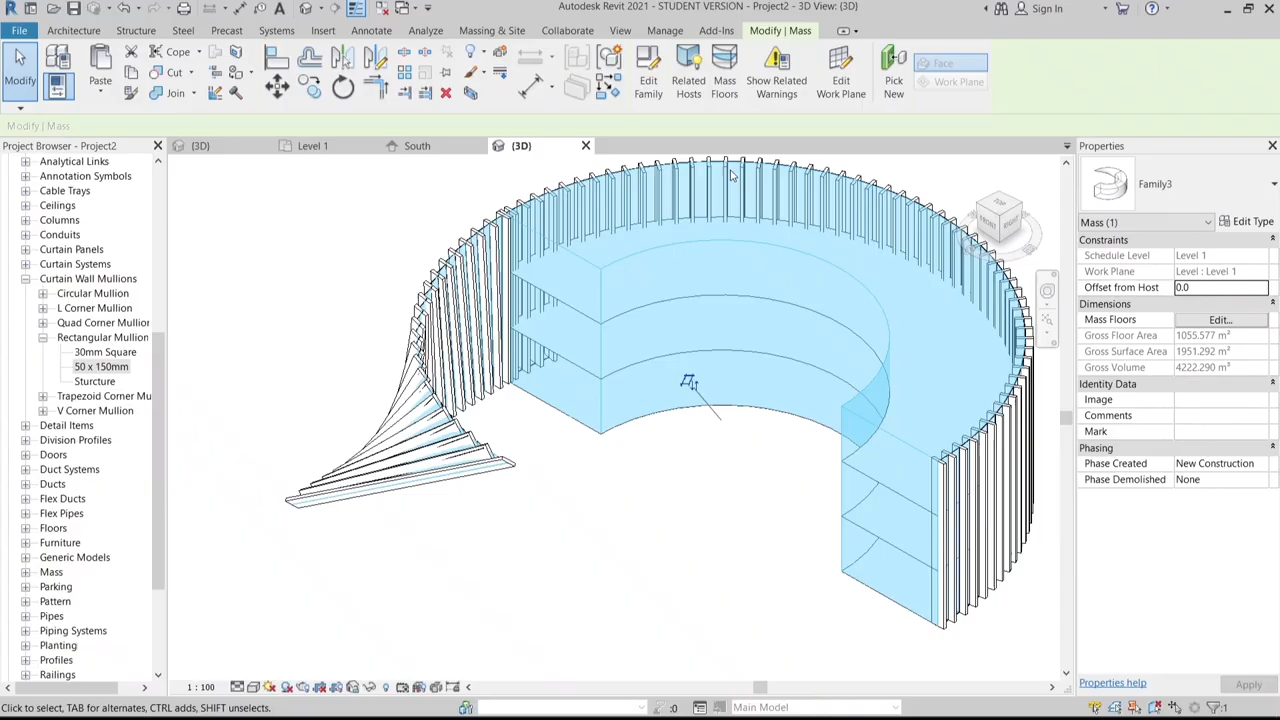 Autodesk Revit 2021 - STUDENT VERSION - Project2 - 3D View: {3D}
Sign In
File Architecture Structure Steel Precast Systems Insert Annotate Analyze Massing & Site Collaborate View Manage Add-Ins Modify | Mass
Modify
Paste
Cope
Cut
Join
Edit Family
Related Hosts
Mass Floors
Show Related Warnings
Edit Work Plane
Pick New
Face
Work Plane
Modify | Mass
Project Browser - Project2
{3D}
Level 1
South
{3D}
Properties
Analytical Links
Annotation Symbols
Cable Trays
Ceilings
Columns
Conduits
Curtain Panels
Curtain Systems
Curtain Wall Mullions
Circular Mullion
L Corner Mullion
Quad Corner Mullion
Rectangular Mullion
30mm Square
50 x 150mm
Sturcture
Trapezoid Corner Mu
V Corner Mullion
Detail Items
Division Profiles
Doors
Duct Systems
Ducts
Flex Ducts
Flex Pipes
Floors
Furniture
Generic Models
Mass
Parking
Pattern
Pipes
Piping Systems
Planting
Profiles
Railings
TOP
FRONT
RIGHT
Family3
Mass (1)
Edit Type
Constraints
Schedule Level Level 1
Work Plane Level : Level 1
Offset from Host 0.0
Dimensions
Mass Floors Edit...
Gross Floor Area 1055.577 m²
Gross Surface Area 1951.292 m²
Gross Volume 4222.290 m³
Identity Data
Image
Comments
Mark
Phasing
Phase Created New Construction
Phase Demolished None
Properties help
Apply
1 : 100
Click to select, TAB for alternates, CTRL adds, SHIFT unselects.
:0
Main Model
:1